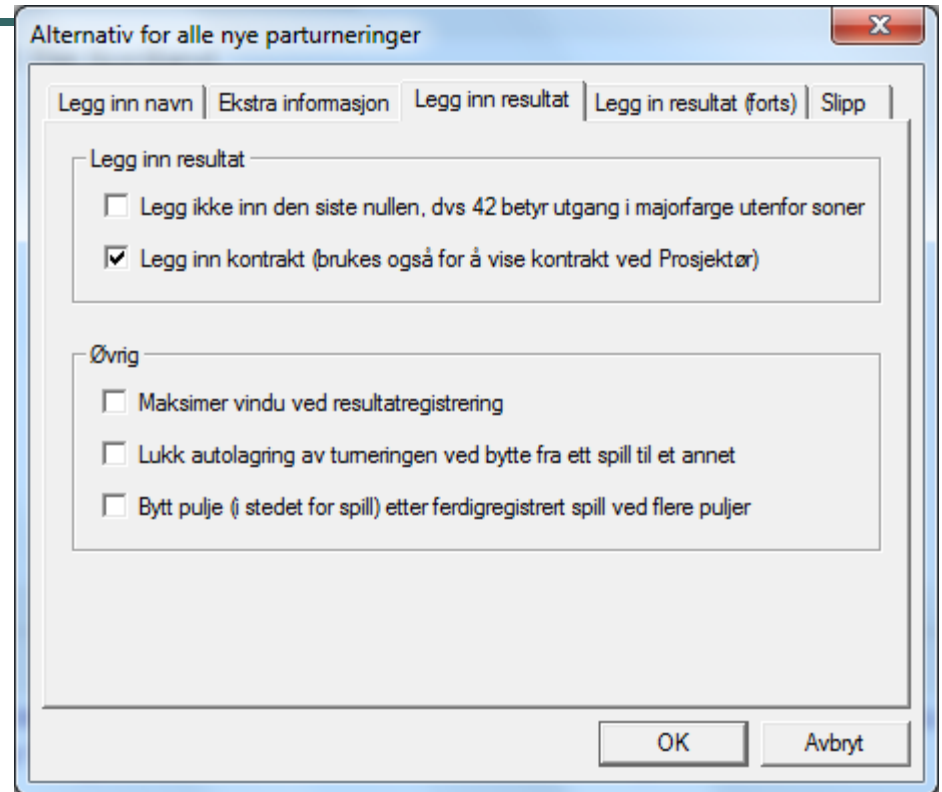 Alternativ for alle nye parturneringer
Legg inn navn Ekstra informasjon Legg inn resultat Legg in resultat (forts) Slipp
Legg inn resultat
Legg ikke inn den siste nullen, dvs 42 betyr utgang i majorfarge utenfor soner
Legg inn kontrakt (brukes også for å vise kontrakt ved Prosjektør)
Øvrig
Maksimer vindu ved resultatregistrering
Lukk autolagring av turneringen ved bytte fra ett spill til et annet
Bytt pulje (i stedet for spill) etter ferdigregistrert spill ved flere puljer
OK Avbryt